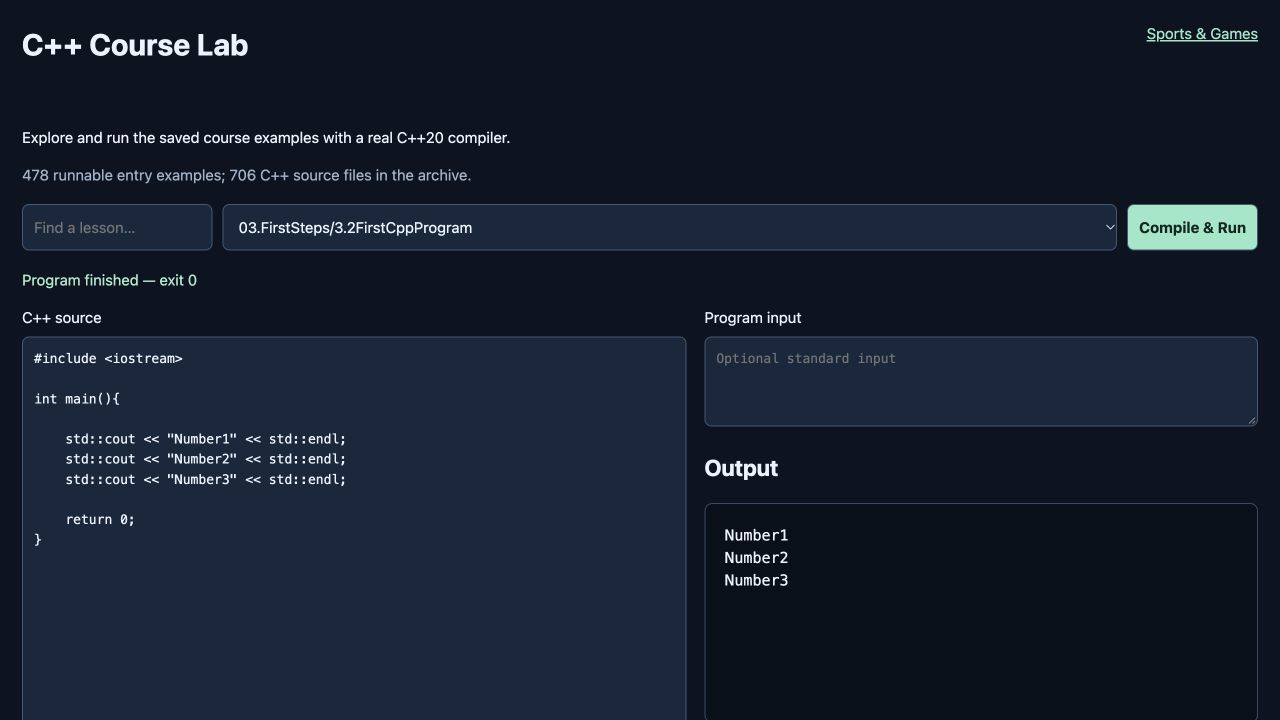 C++ Course Lab
Sports & Games
Explore and run the saved course examples with a real C++20 compiler.
478 runnable entry examples; 706 C++ source files in the archive.
Find a lesson...
03.FirstSteps/3.2FirstCppProgram
Compile & Run
Program finished — exit 0
C++ source
#include <iostream>
int main(){
    std::cout << "Number1" << std::endl;
    std::cout << "Number2" << std::endl;
    std::cout << "Number3" << std::endl;
    return 0;
}
Program input
Optional standard input
Output
Number1
Number2
Number3